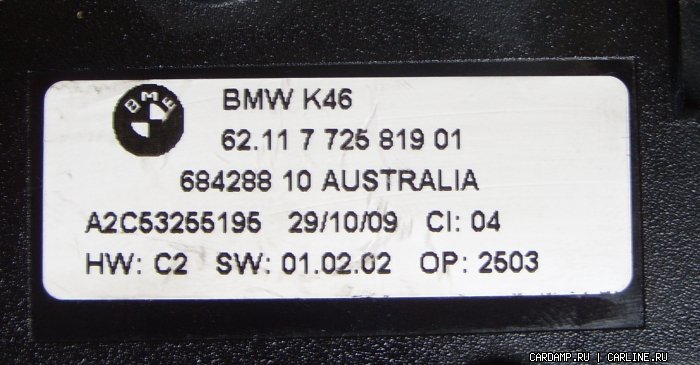 BME
BMW K46
62.11 7 725 819 01
684288 10 AUSTRALIA
A2C53255195 29/10/09 CI: 04
HW: C2 SW: 01.02.02 OP: 2503
CARDAMP.RU | CARLINE.RU